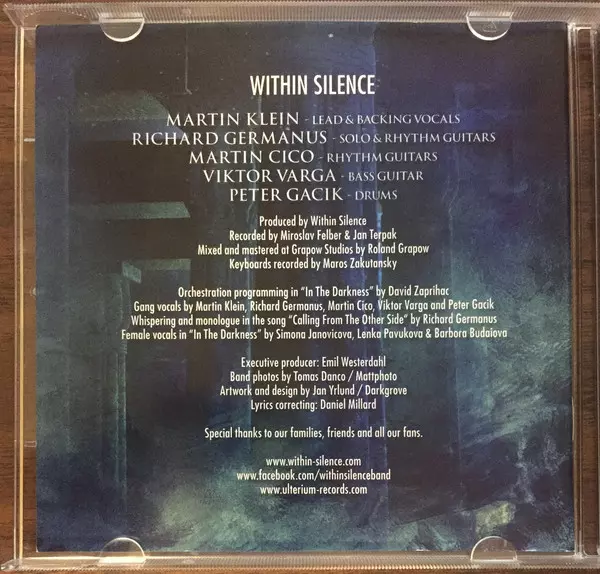 WITHIN SILENCE
MARTIN KLEIN - LEAD & BACKING VOCALS
RICHARD GERMANUS - SOLO & RHYTHM GUITARS
MARTIN CICO - RHYTHM GUITARS
VIKTOR VARGA - BASS GUITAR
PETER GACIK - DRUMS
Produced by Within Silence
Recorded by Miroslav Felber & Jan Terpak
Mixed and mastered at Grapow Studios by Roland Grapow
Keyboards recorded by Maros Zakutansky
Orchestration programming in "In The Darkness" by David Zaprihac
Gang vocals by Martin Klein, Richard Germanus, Martin Cico, Viktor Varga and Peter Gacik
Whispering and monologue in the song "Calling From The Other Side" by Richard Germanus
Female vocals in "In The Darkness" by Simona Janovicova, Lenka Pavukova & Barbora Budaiova
Executive producer: Emil Westerdahl
Band photos by Tomas Danco / Mattphoto
Artwork and design by Jan Yrlund / Darkgrove
Lyrics correcting: Daniel Millard
Special thanks to our families, friends and all our fans.
www.within-silence.com
www.facebook.com/withinsilenceband
www.ulterium-records.com